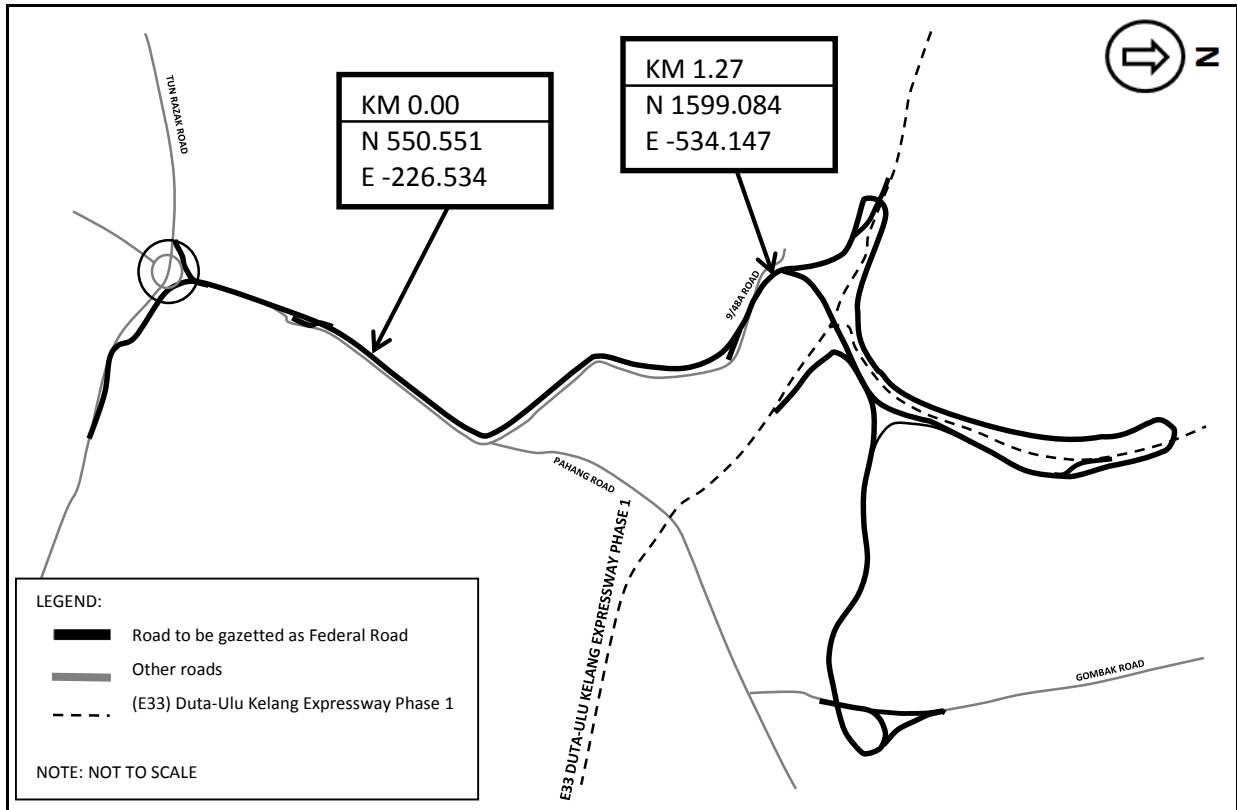 KM 0.00
N 550.551
E -226.534
KM 1.27
N 1599.084
E -534.147
N
TUN RAZAK ROAD
9/48A ROAD
PAHANG ROAD
E33 DUTA-ULU KELANG EXPRESSWAY PHASE 1
GOMBAK ROAD
LEGEND:
Road to be gazetted as Federal Road
Other roads
(E33) Duta-Ulu Kelang Expressway Phase 1
NOTE: NOT TO SCALE